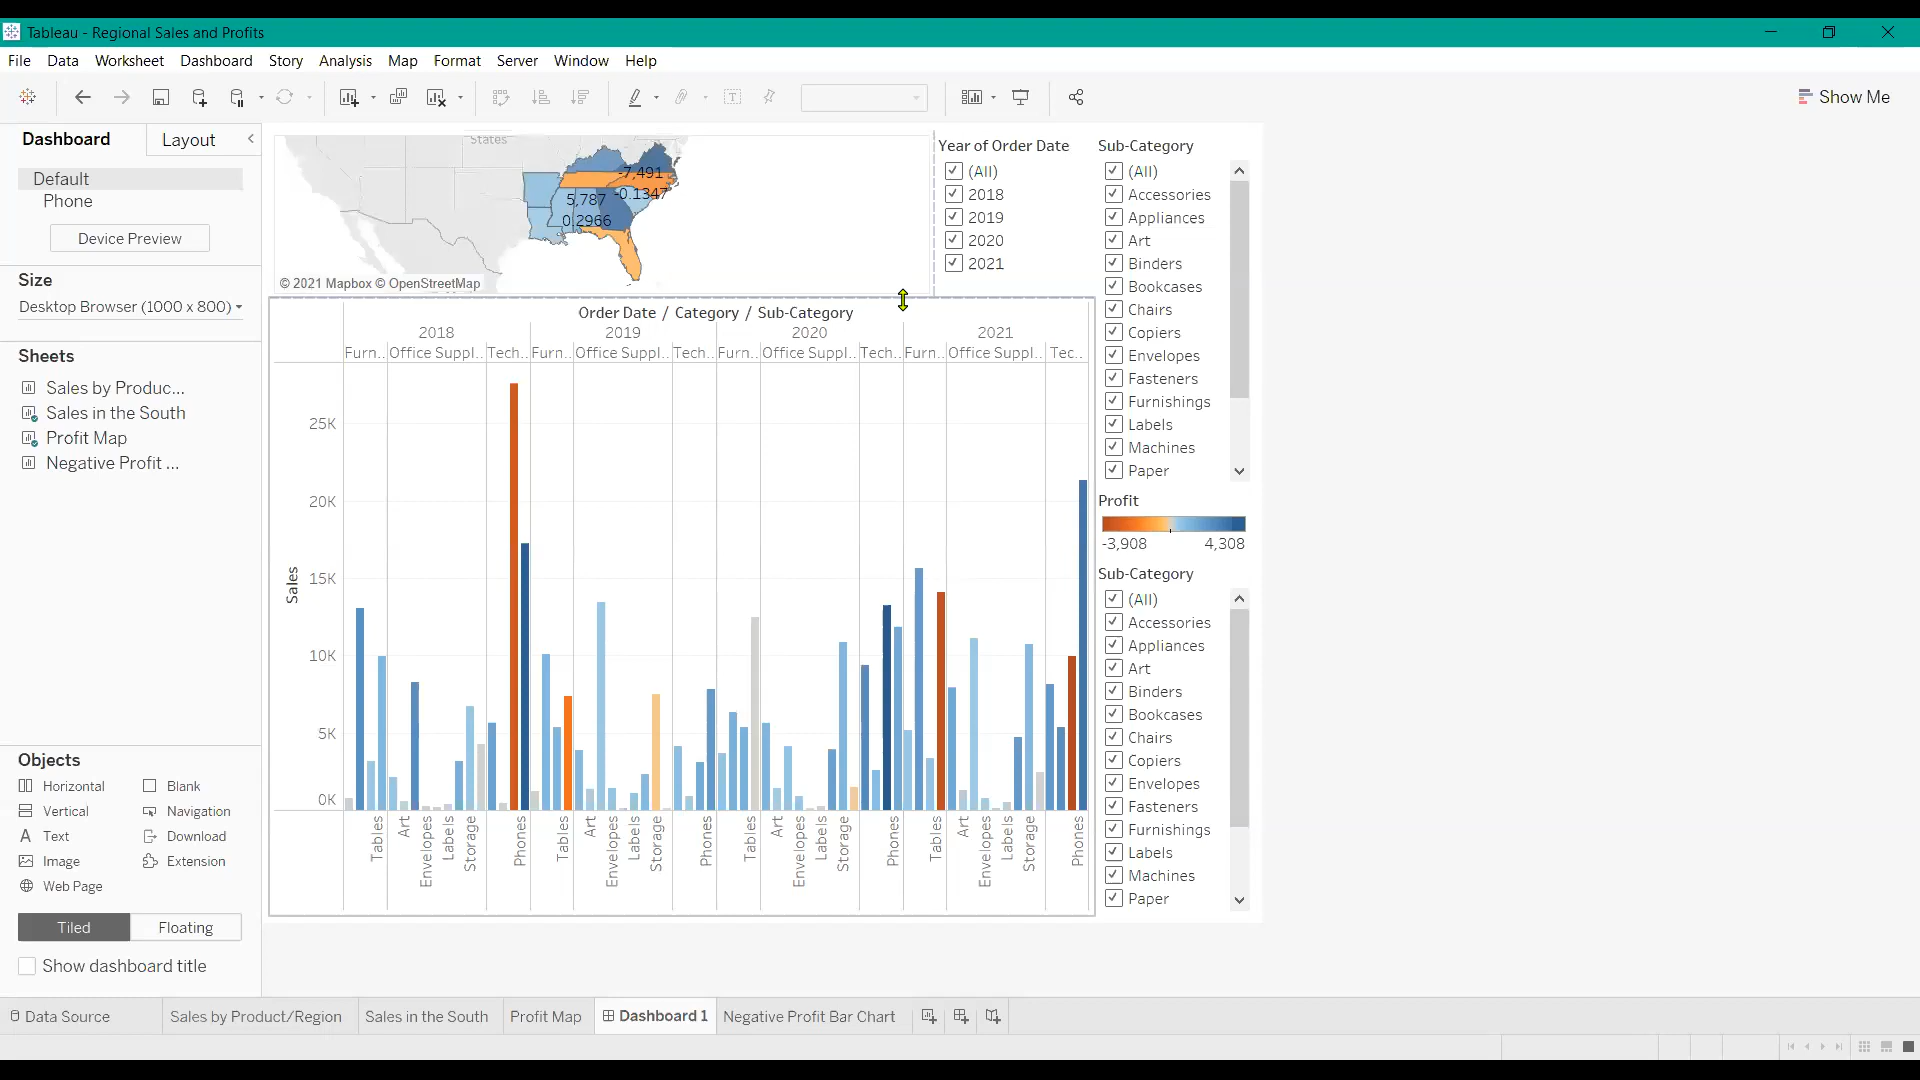 Tableau - Regional Sales and Profits
File Data Worksheet Dashboard Story Analysis Map Format Server Window Help
Show Me
Dashboard Layout
Default
Phone
Device Preview
Size
Desktop Browser (1000 x 800)
Sheets
Sales by Produc...
Sales in the South
Profit Map
Negative Profit ...
Objects
Horizontal Blank
Vertical Navigation
Text Download
Image Extension
Web Page
Tiled Floating
Show dashboard title
States
-7,491
-0.1347
5,787
0.2966
© 2021 Mapbox © OpenStreetMap
Year of Order Date
(All)
2018
2019
2020
2021
Order Date / Category / Sub-Category
2018 2019 2020 2021
Furn.. Office Suppl.. Tech.. Furn.. Office Suppl.. Tech.. Furn.. Office Suppl.. Tech.. Furn.. Office Suppl.. Tec..
Sales
25K
20K
15K
10K
5K
0K
Tables Art Envelopes Labels Storage Phones Tables Art Envelopes Labels Storage Phones Tables Art Envelopes Labels Storage Phones Tables Art Envelopes Labels Storage Phones
Sub-Category
(All)
Accessories
Appliances
Art
Binders
Bookcases
Chairs
Copiers
Envelopes
Fasteners
Furnishings
Labels
Machines
Paper
Profit
-3,908 4,308
Sub-Category
(All)
Accessories
Appliances
Art
Binders
Bookcases
Chairs
Copiers
Envelopes
Fasteners
Furnishings
Labels
Machines
Paper
Data Source Sales by Product/Region Sales in the South Profit Map Dashboard 1 Negative Profit Bar Chart